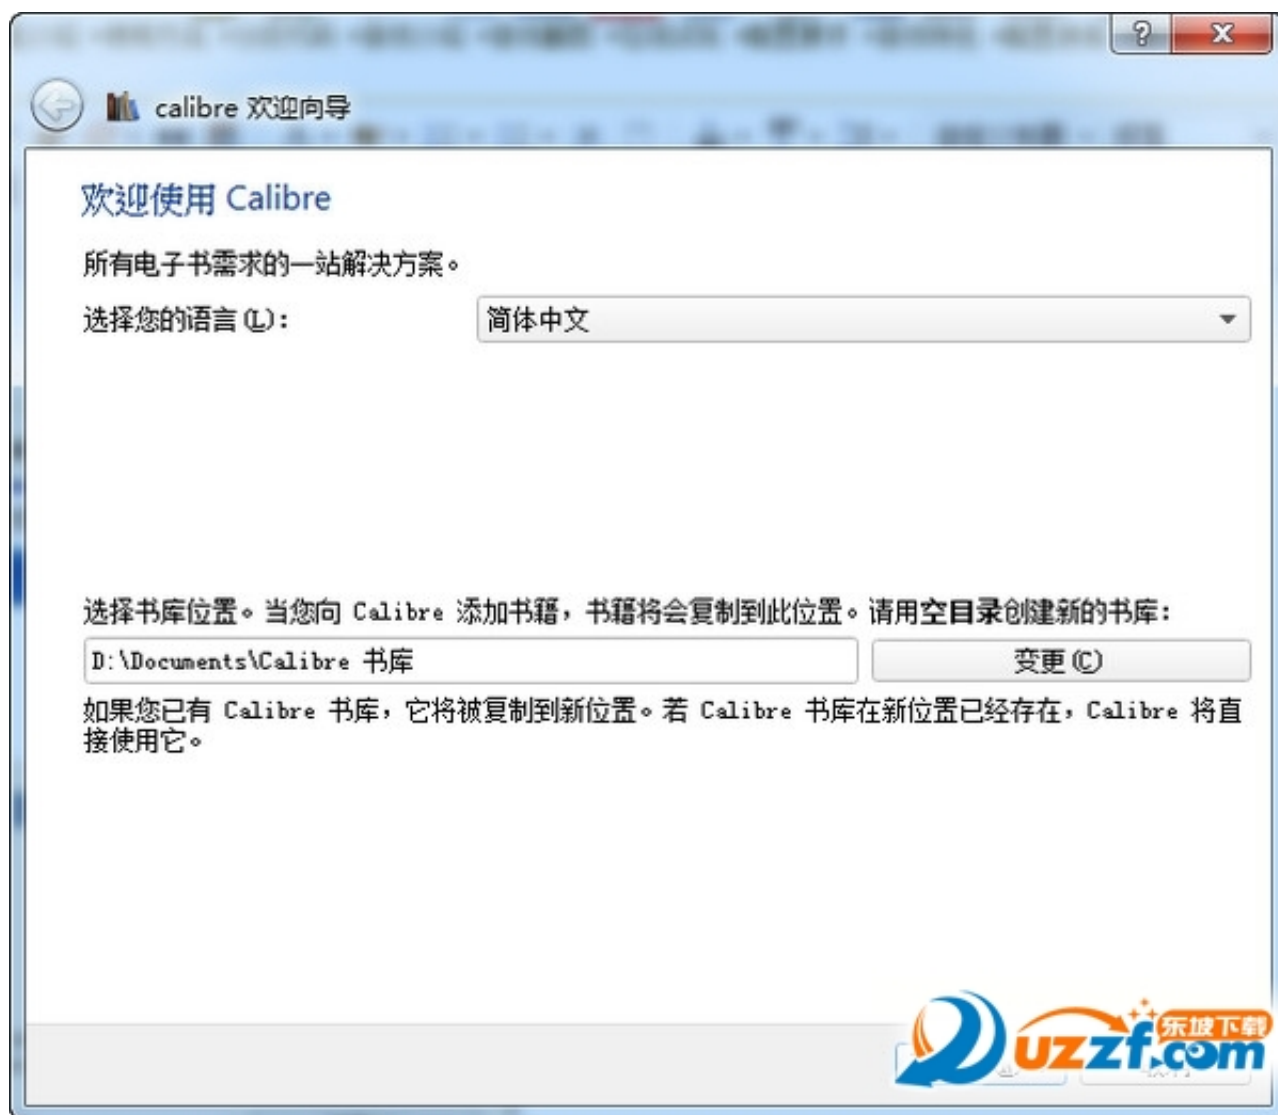 calibre 欢迎向导
欢迎使用 Calibre
所有电子书需求的一站解决方案。
选择您的语言(L):
简体中文
选择书库位置。当您向 Calibre 添加书籍，书籍将会复制到此位置。请用空目录创建新的书库:
D:\Documents\Calibre 书库
变更(C)
如果您已有 Calibre 书库，它将被复制到新位置。若 Calibre 书库在新位置已经存在，Calibre 将直
接使用它。
东坡下载
uzzf.com